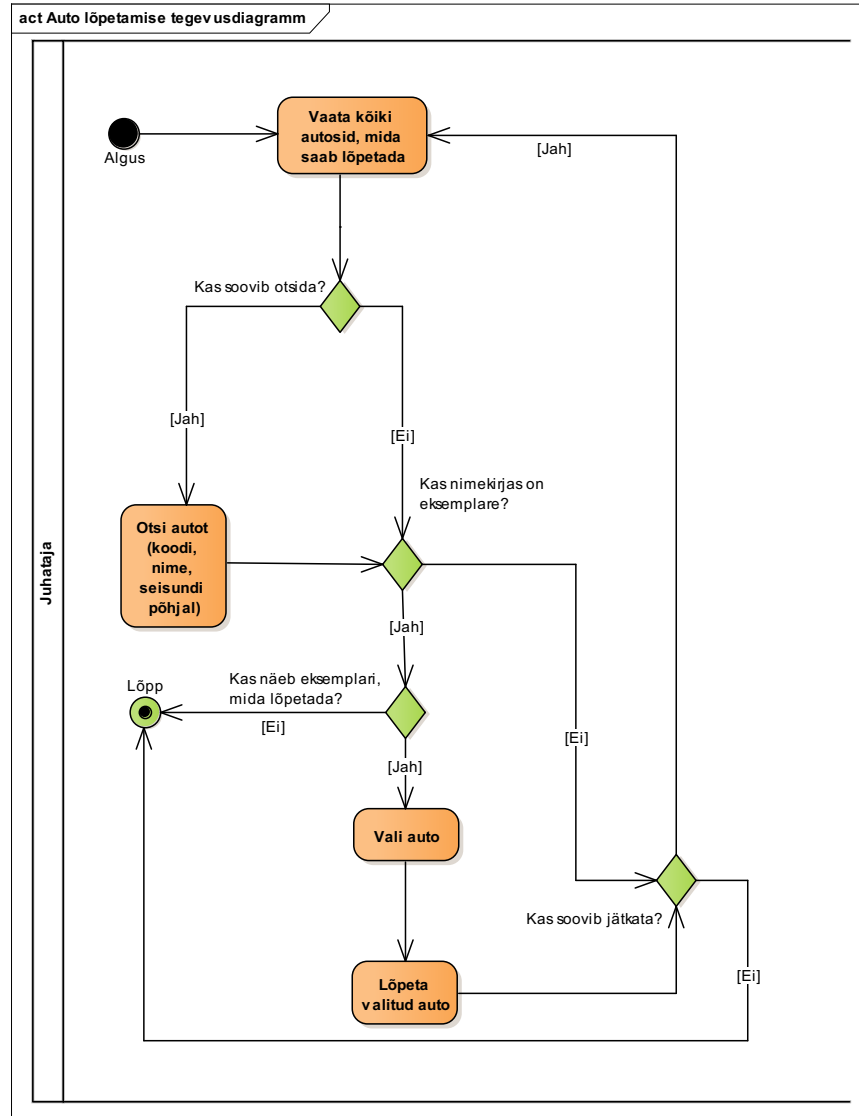 act Auto lõpetamise tegevusdiagramm
Juhataja
Algus
Vaata kõiki
autosid, mida
saab lõpetada
[Jah]
Kas soovib otsida?
[Jah]
[Ei]
Kas nimekirjas on
eksemplare?
Otsi autot
(koodi,
nime,
seisundi
põhjal)
[Jah]
Kas näeb eksemplari,
mida lõpetada?
Lõpp
[Ei]
[Ei]
[Jah]
Vali auto
Kas soovib jätkata?
[Ei]
Lõpeta
valitud auto